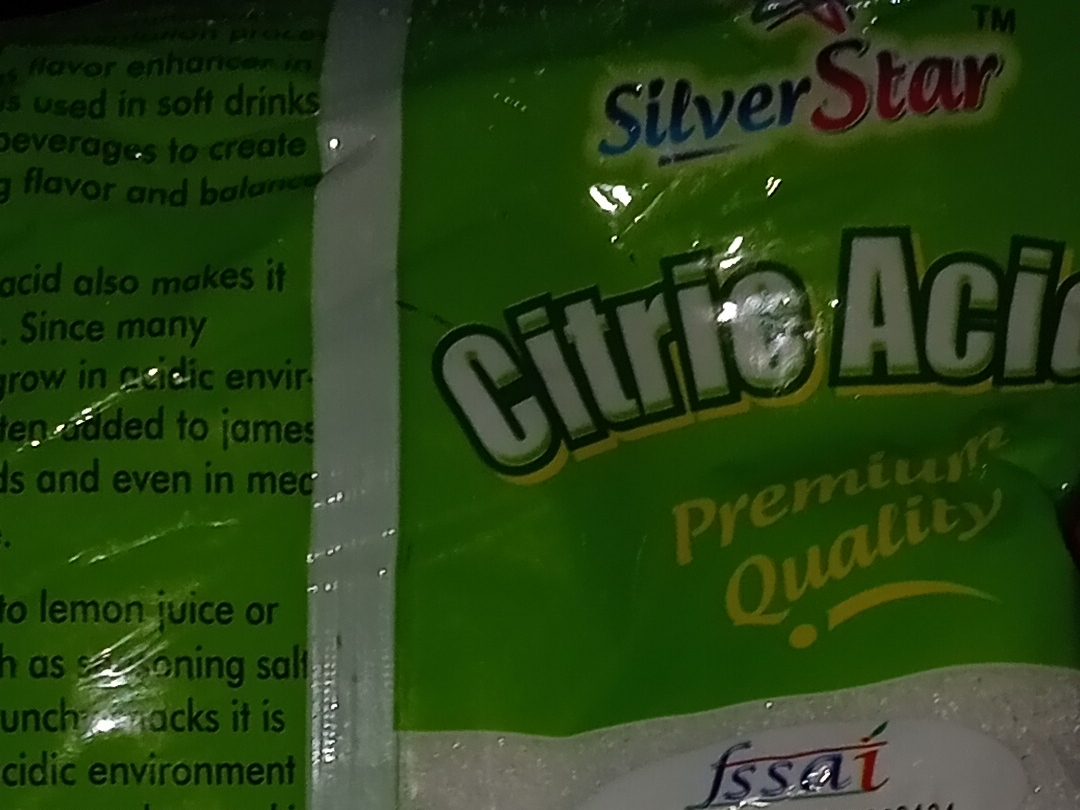 flavor enhancer in
used in soft drinks
beverages to create
flavor and balance
acid also makes it
. Since many
grow in acidic envir-
added to james
and even in med
to lemon juice or
as seasoning salt
acks it is
cidic environment
TM
SilverStar
Citric Acid
Premium
Quality
fssai